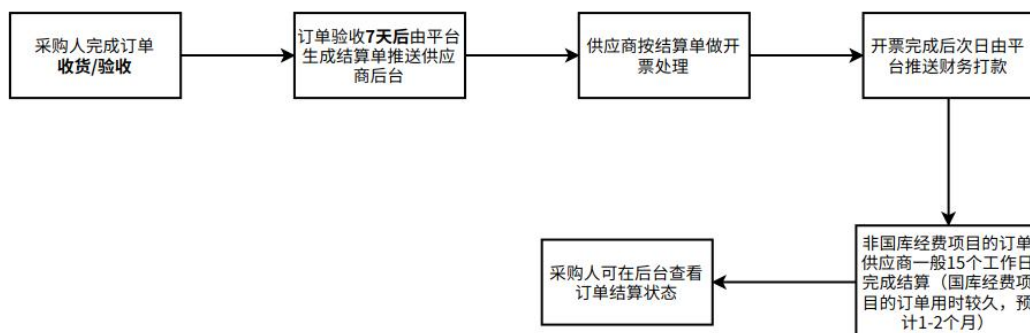 采购人完成订单
收货/验收
订单验收7天后由平台
生成结算单推送供应
商后台
供应商按结算单做开
票处理
开票完成后次日由平
台推送财务打款
非国库经费项目的订单
供应商一般15个工作日
完成结算（国库经费项
目的订单用时较久，预
计1-2个月）
采购人可在后台查看
订单结算状态